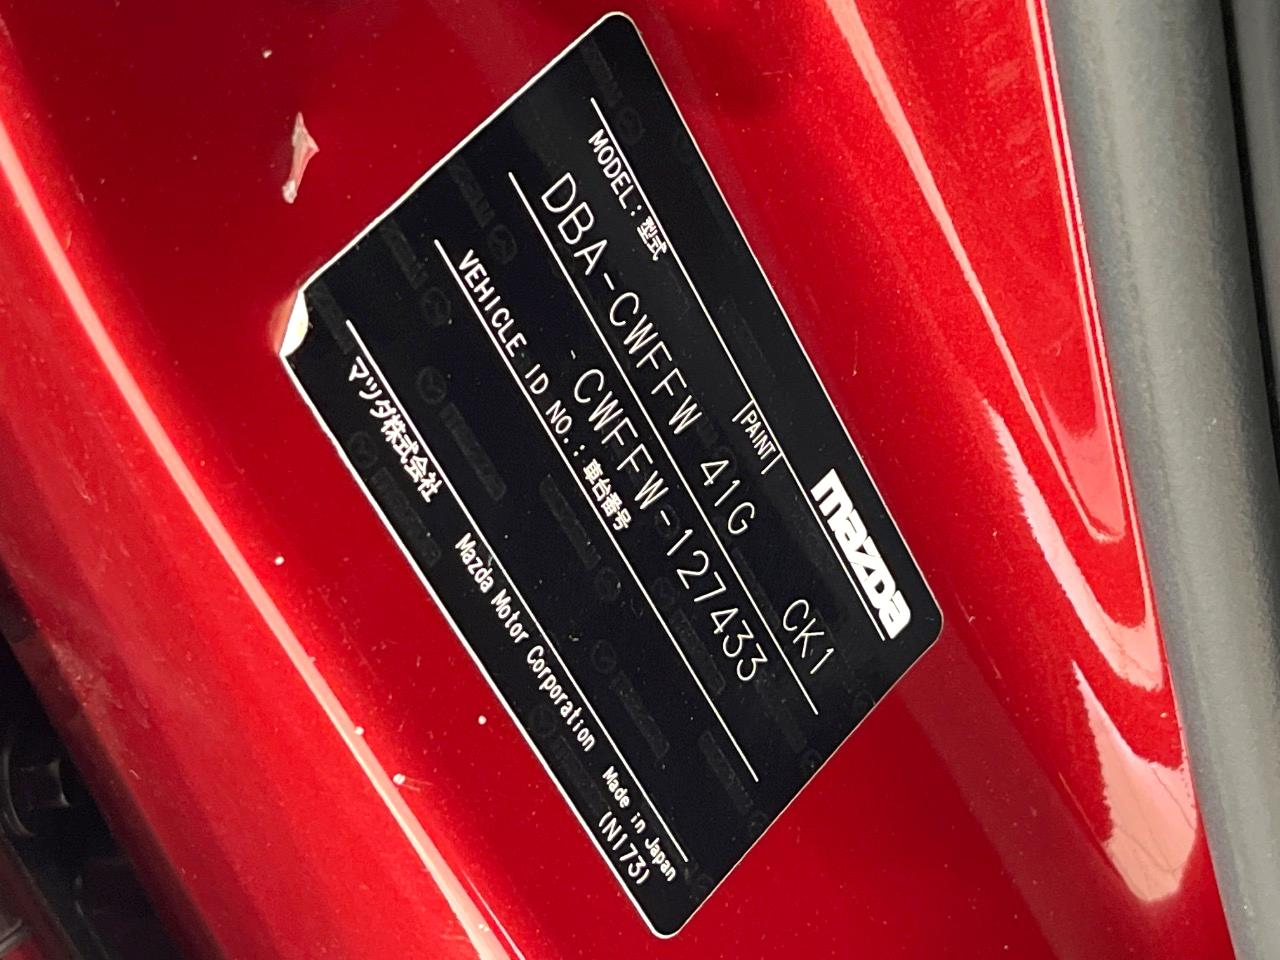 mazda
MODEL: 型式 PAINT
DBA-CWFFW 41G CK1
CWFFW-127433
VEHICLE ID NO.: 車台番号
マツダ株式会社 Mazda Motor Corporation Made in Japan
(N173)